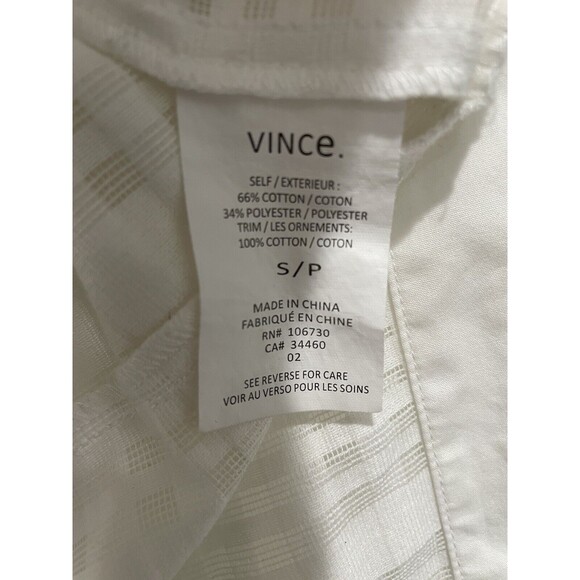 VINCe.
SELF / EXTERIEUR :
66% COTTON / COTON
34% POLYESTER / POLYESTER
TRIM / LES ORNEMENTS:
100% COTTON / COTON
S / P
MADE IN CHINA
FABRIQUÉ EN CHINE
RN# 106730
CA# 34460
02
SEE REVERSE FOR CARE
VOIR AU VERSO POUR LES SOINS